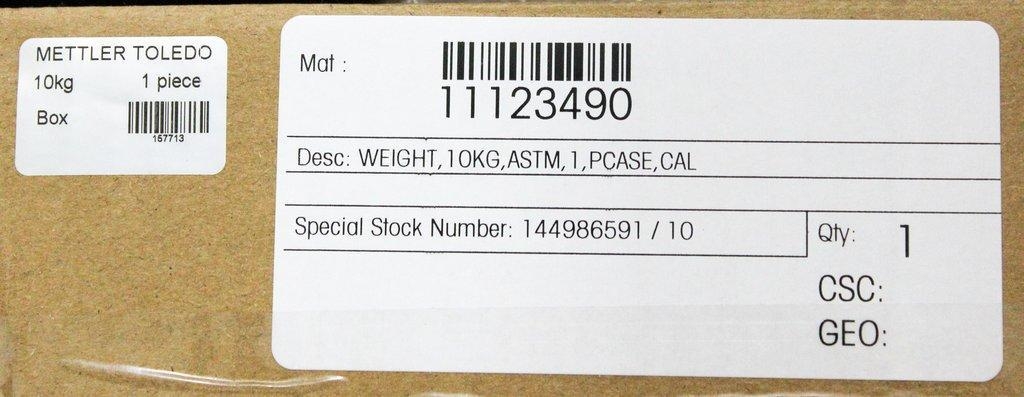 METTLER TOLEDO
10kg 1 piece
Box
157713
Mat :
11123490
Desc: WEIGHT,10KG,ASTM,1,PCASE,CAL
Special Stock Number: 144986591 / 10
Qty: 1
CSC:
GEO: